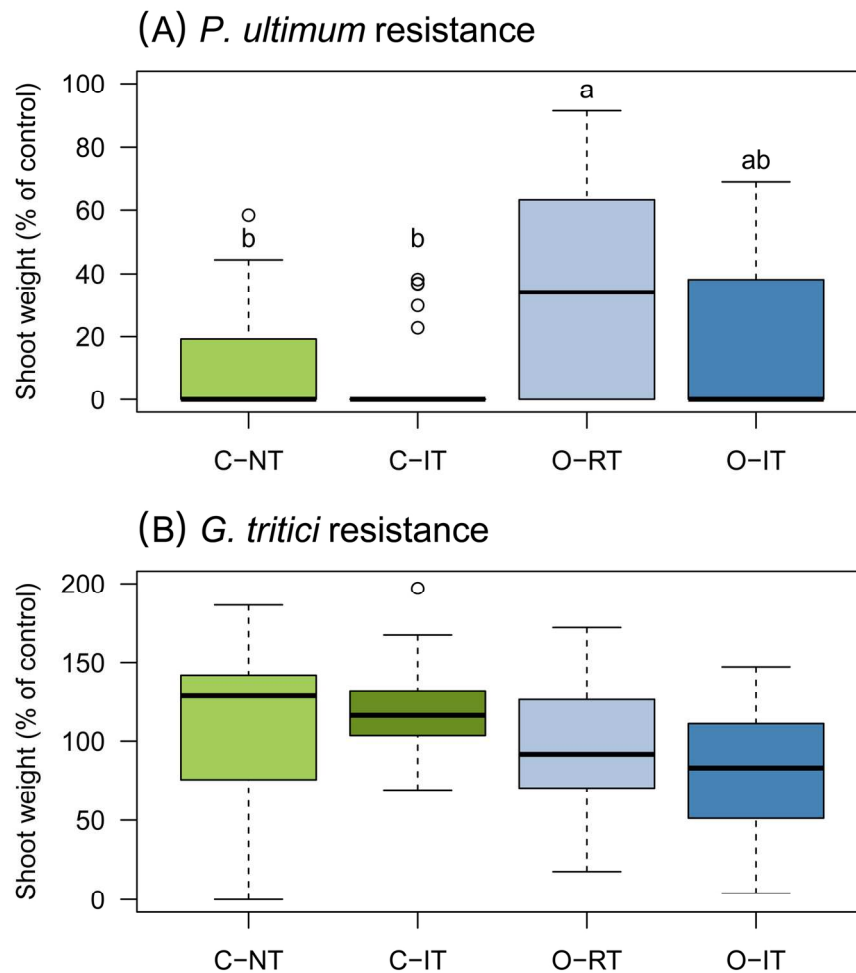 (A) P. ultimum resistance
Shoot weight (% of control)
100
80
60
40
20
0
b
b
a
ab
C−NT
C−IT
O−RT
O−IT
(B) G. tritici resistance
Shoot weight (% of control)
200
150
100
50
0
C−NT
C−IT
O−RT
O−IT